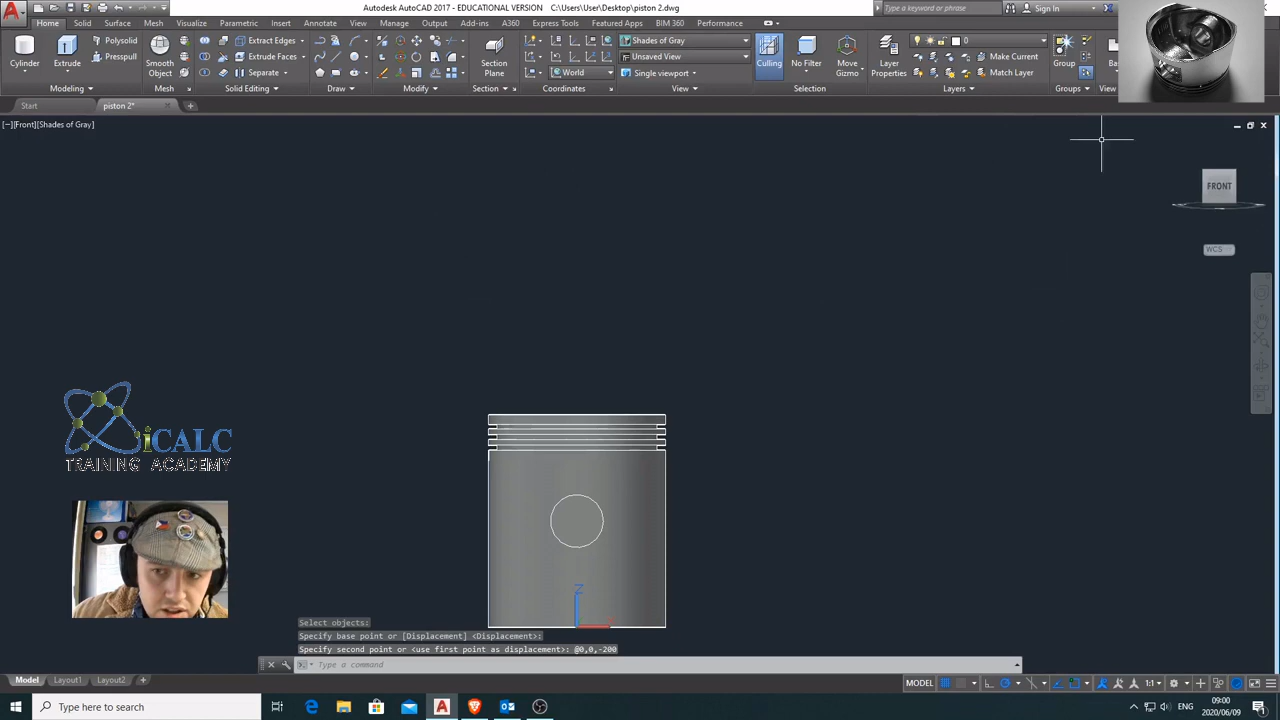 Autodesk AutoCAD 2017 - EDUCATIONAL VERSION C:\Users\User\Desktop\piston 2.dwg
Type a keyword or phrase
Sign In
Home Solid Surface Mesh Visualize Parametric Insert Annotate View Manage Output Add-ins A360 Express Tools Featured Apps BIM 360 Performance
Cylinder
Extrude
Polysolid
Presspull
Smooth
Object
Extract Edges
Extrude Faces
Separate
Section
Plane
World
Shades of Gray
Unsaved View
Single viewport
Culling
No Filter
Move
Gizmo
Layer
Properties
0
Make Current
Match Layer
Group
Modeling
Mesh
Solid Editing
Draw
Modify
Section
Coordinates
View
Selection
Layers
Groups
View
Start
piston 2*
[−][Front][Shades of Gray]
FRONT
WCS
iCALC
TRAINING ACADEMY
Z
Select objects:
Specify base point or [Displacement] <Displacement>:
Specify second point or <use first point as displacement>: @0,0,-200
Type a command
Model Layout1 Layout2
MODEL
1:1
Type here to search
ENG
09:00
2020/06/09